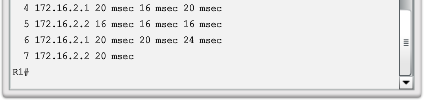 4 172.16.2.1 20 msec 16 msec 20 msec
5 172.16.2.2 16 msec 16 msec 16 msec
6 172.16.2.1 20 msec 20 msec 24 msec
7 172.16.2.2 20 msec
R1#